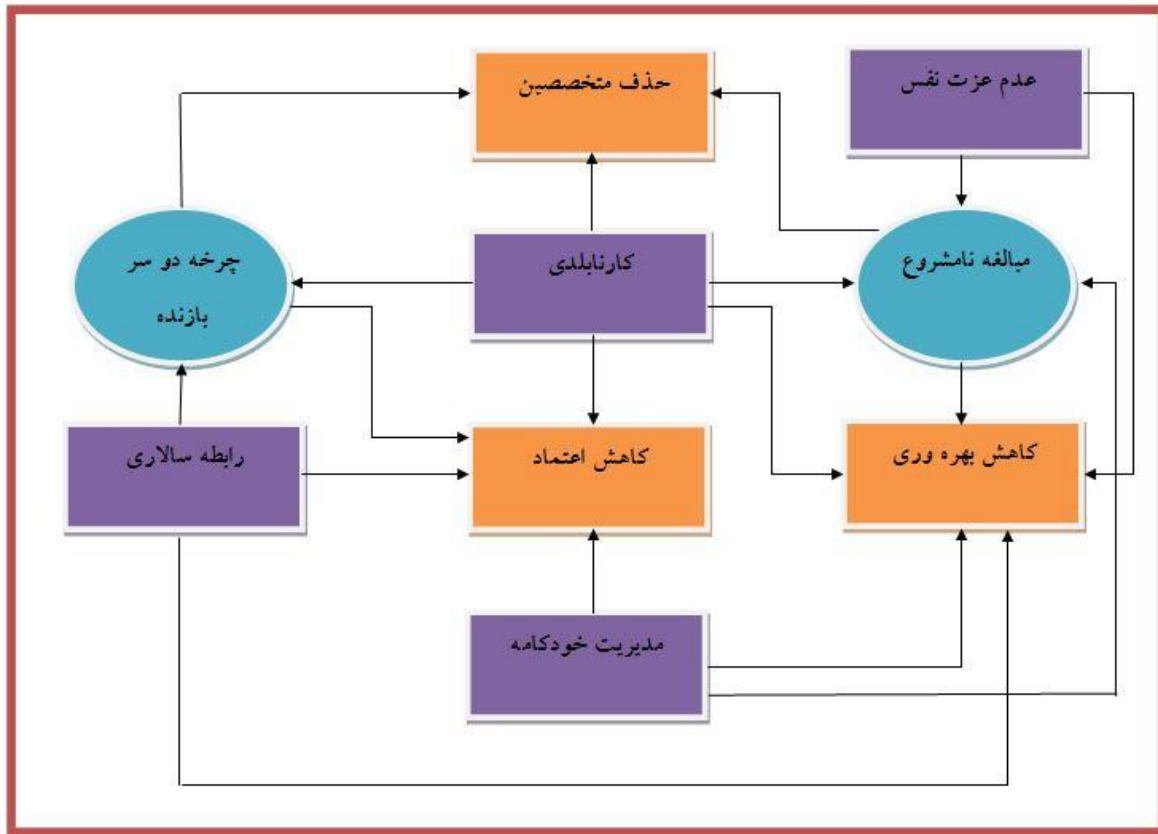 حذف متخصصین
عدم عزت نفس
چرخه دو سر
بازنده
کارنابلدی
مبالغه نامشروع
رابطه سالاری
کاهش اعتماد
کاهش بهره وری
مدیریت خودکامه